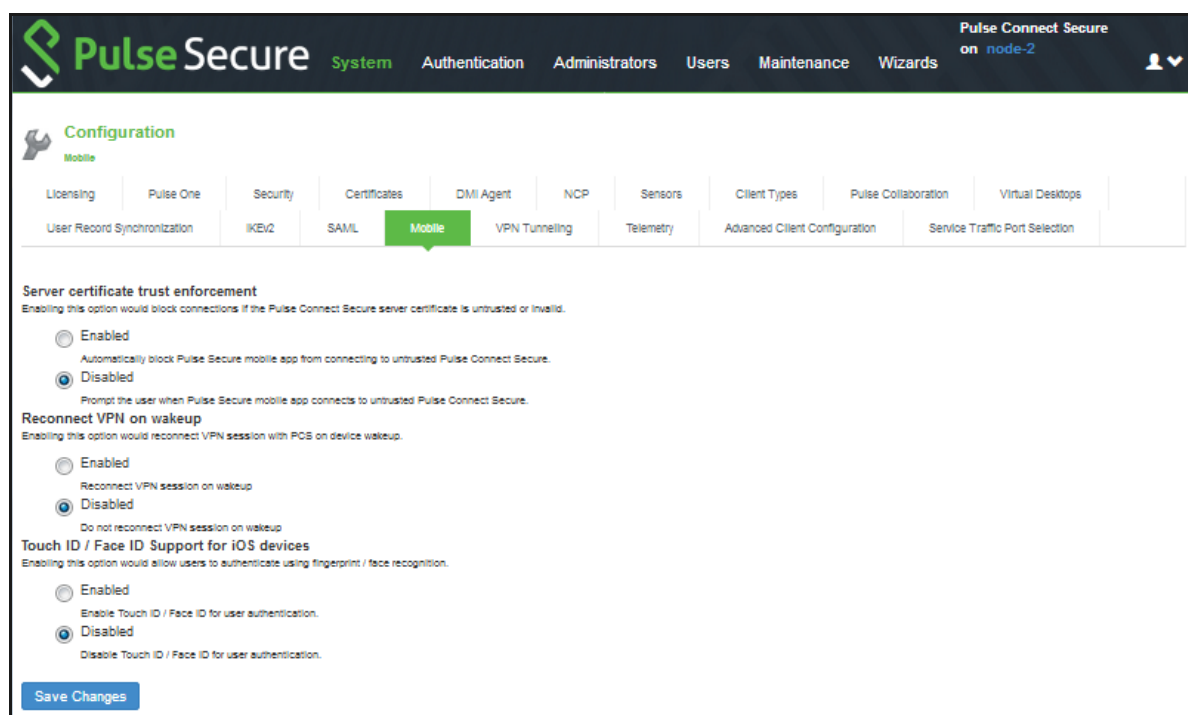 Pulse Secure System Authentication Administrators Users Maintenance Wizards Pulse Connect Secure
on node-2
Configuration
Mobile
Licensing Pulse One Security Certificates DMI Agent NCP Sensors Client Types Pulse Collaboration Virtual Desktops
User Record Synchronization IKEv2 SAML Mobile VPN Tunneling Telemetry Advanced Client Configuration Service Traffic Port Selection
Server certificate trust enforcement
Enabling this option would block connections if the Pulse Connect Secure server certificate is untrusted or invalid.
Enabled
Automatically block Pulse Secure mobile app from connecting to untrusted Pulse Connect Secure.
Disabled
Prompt the user when Pulse Secure mobile app connects to untrusted Pulse Connect Secure.
Reconnect VPN on wakeup
Enabling this option would reconnect VPN session with PCS on device wakeup.
Enabled
Reconnect VPN session on wakeup
Disabled
Do not reconnect VPN session on wakeup
Touch ID / Face ID Support for iOS devices
Enabling this option would allow users to authenticate using fingerprint / face recognition.
Enabled
Enable Touch ID / Face ID for user authentication.
Disabled
Disable Touch ID / Face ID for user authentication.
Save Changes